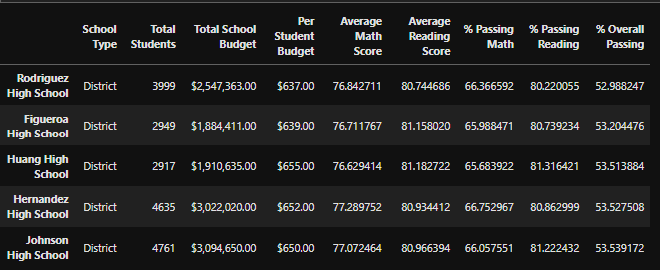 School Type Total Students Total School Budget Per Student Budget Average Math Score Average Reading Score % Passing Math % Passing Reading % Overall Passing
Rodriguez High School District 3999 $2,547,363.00 $637.00 76.842711 80.744686 66.366592 80.220055 52.988247
Figueroa High School District 2949 $1,884,411.00 $639.00 76.711767 81.158020 65.988471 80.739234 53.204476
Huang High School District 2917 $1,910,635.00 $655.00 76.629414 81.182722 65.683922 81.316421 53.513884
Hernandez High School District 4635 $3,022,020.00 $652.00 77.289752 80.934412 66.752967 80.862999 53.527508
Johnson High School District 4761 $3,094,650.00 $650.00 77.072464 80.966394 66.057551 81.222432 53.539172